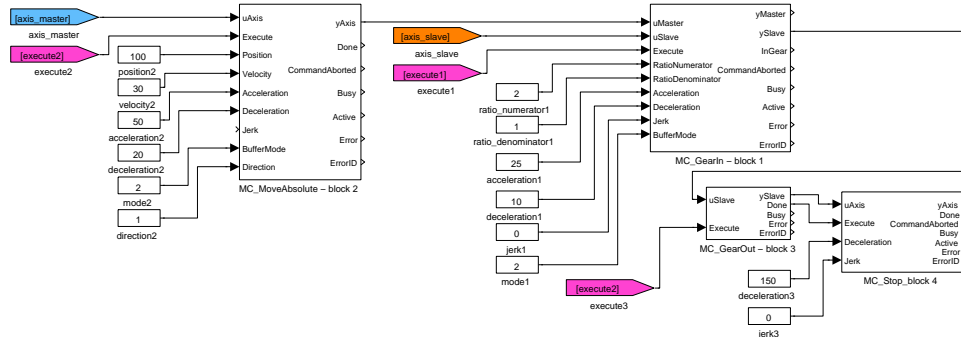 [axis_master]
axis_master
[execute2]
execute2
100
position2
30
velocity2
50
acceleration2
20
deceleration2
2
mode2
1
direction2
uAxis
Execute
Position
Velocity
Acceleration
Deceleration
Jerk
BufferMode
Direction
yAxis
Done
CommandAborted
Busy
Active
Error
ErrorID
MC_MoveAbsolute – block 2
[axis_slave]
axis_slave
[execute1]
execute1
2
ratio_numerator1
1
ratio_denominator1
25
acceleration1
10
deceleration1
0
jerk1
2
mode1
uMaster
uSlave
Execute
RatioNumerator
RatioDenominator
Acceleration
Deceleration
Jerk
BufferMode
yMaster
ySlave
InGear
CommandAborted
Busy
Active
Error
ErrorID
MC_GearIn – block 1
[execute2]
execute3
uSlave
Execute
ySlave
Done
Busy
Error
ErrorID
MC_GearOut – block 3
150
deceleration3
0
jerk3
uAxis
Execute
Deceleration
Jerk
yAxis
Done
CommandAborted
Busy
Active
Error
ErrorID
MC_Stop_block 4